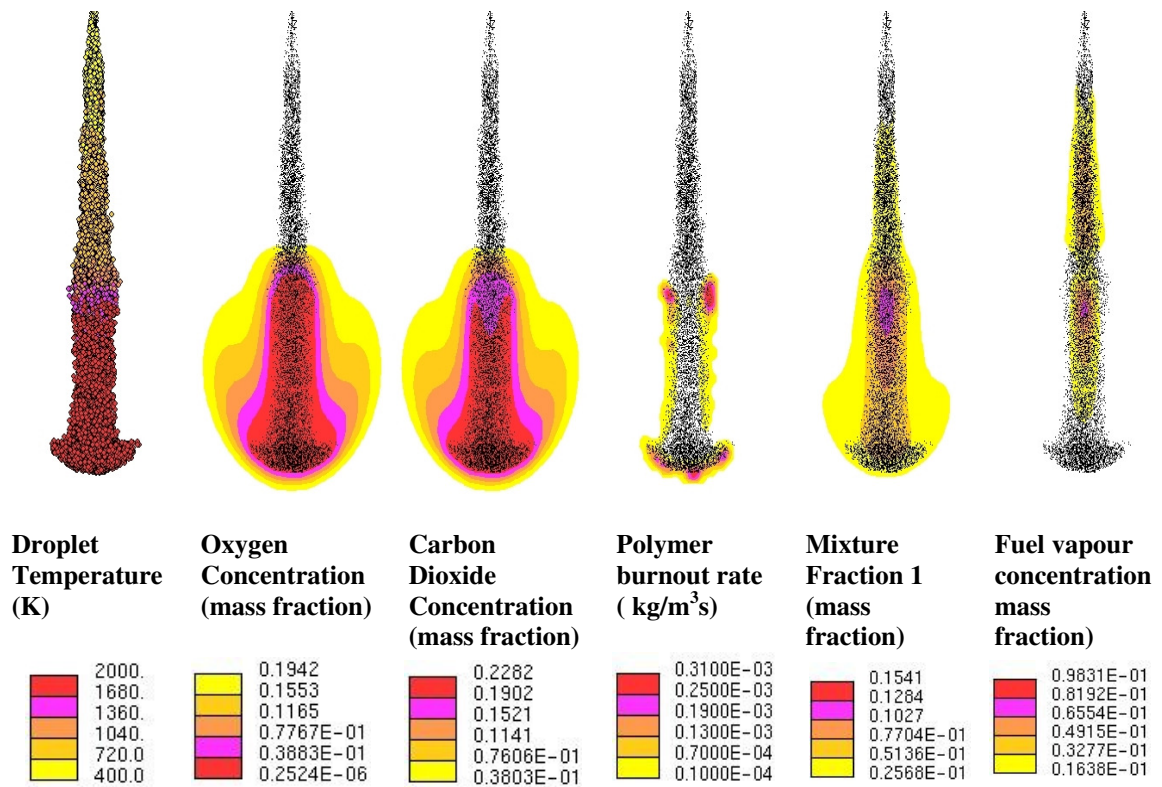 Droplet
Temperature
(K)
Oxygen
Concentration
(mass fraction)
Carbon
Dioxide
Concentration
(mass fraction)
Polymer
burnout rate
( kg/m³s)
Mixture
Fraction 1
(mass
fraction)
Fuel vapour
concentration
mass
fraction)
2000.
1680.
1360.
1040.
720.0
400.0
0.1942
0.1553
0.1165
0.7767E-01
0.3883E-01
0.2524E-06
0.2282
0.1902
0.1521
0.1141
0.7606E-01
0.3803E-01
0.3100E-03
0.2500E-03
0.1900E-03
0.1300E-03
0.7000E-04
0.1000E-04
0.1541
0.1284
0.1027
0.7704E-01
0.5136E-01
0.2568E-01
0.9831E-01
0.8192E-01
0.6554E-01
0.4915E-01
0.3277E-01
0.1638E-01